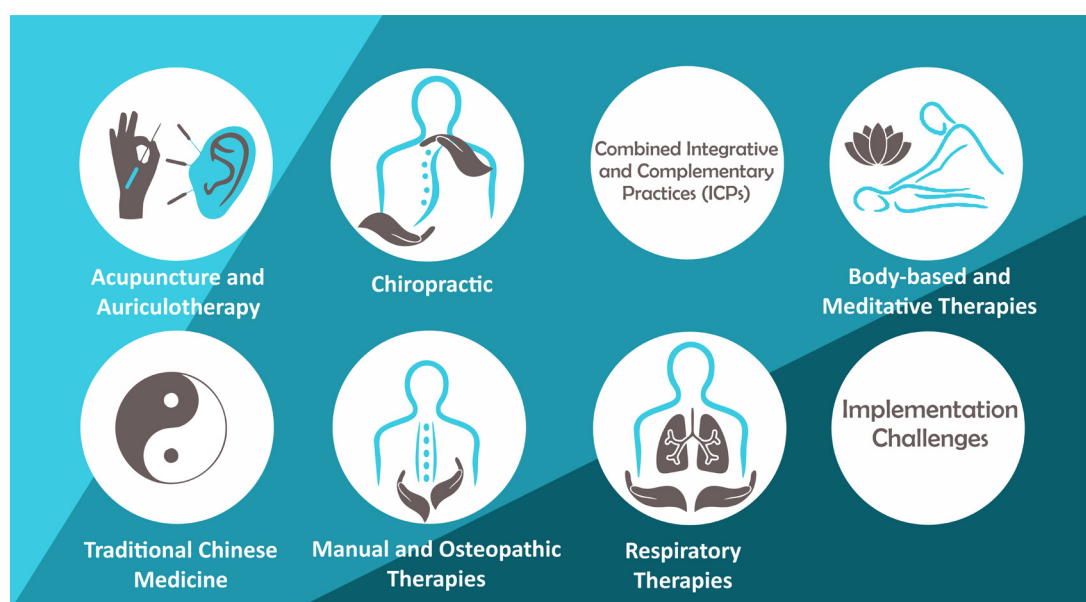 Combined Integrative
and Complementary
Practices (ICPs)
Acupuncture and
Auriculotherapy
Chiropractic
Body-based and
Meditative Therapies
Implementation
Challenges
Traditional Chinese
Medicine
Manual and Osteopathic
Therapies
Respiratory
Therapies